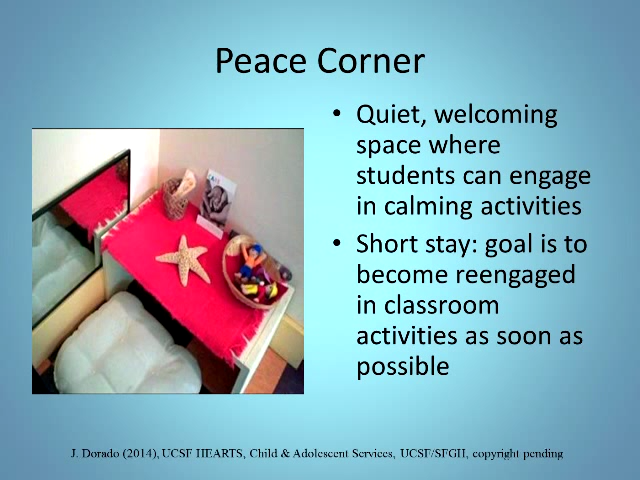 Peace Corner
• Quiet, welcoming
space where
students can engage
in calming activities
• Short stay: goal is to
become reengaged
in classroom
activities as soon as
possible
J. Dorado (2014), UCSF HEARTS, Child & Adolescent Services, UCSF/SFGH, copyright pending